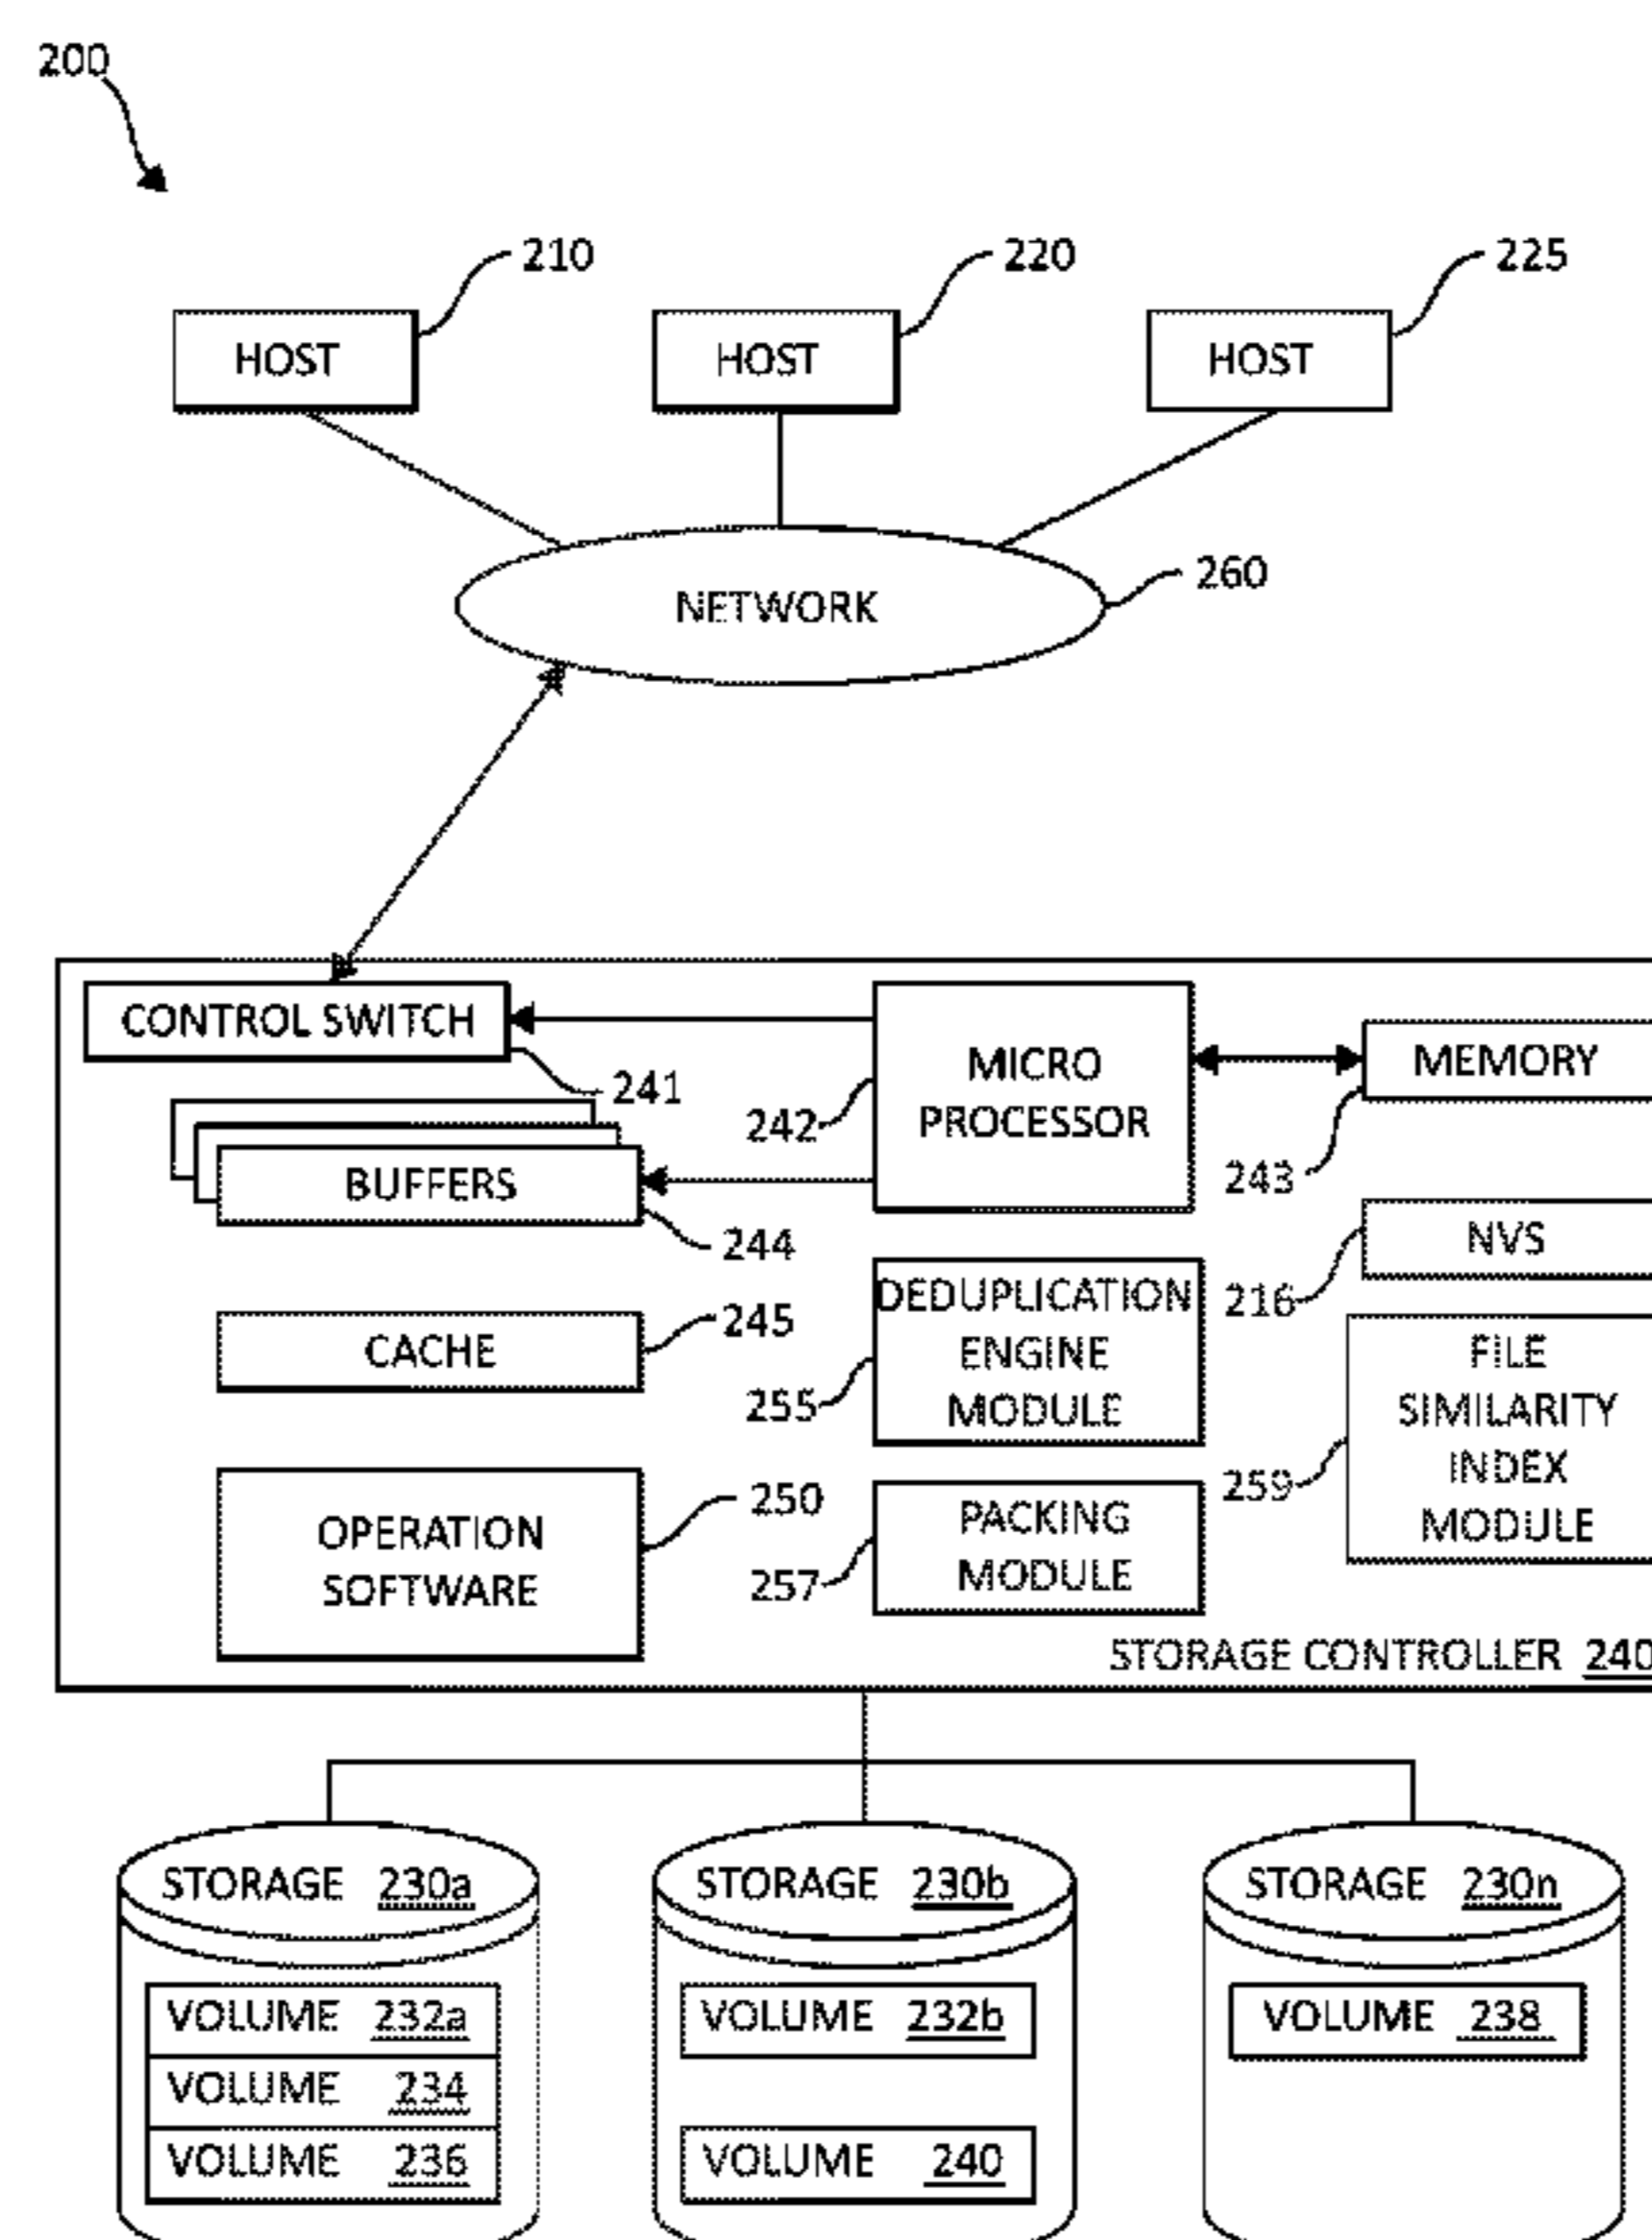 200
210
220
225
HOST
HOST
HOST
260
NETWORK
CONTROL SWITCH
241
MICRO
PROCESSOR
242
MEMORY
243
BUFFERS
244
NVS
216
CACHE
245
DEDUPLICATION
ENGINE
MODULE
255
FILE
SIMILARITY
INDEX
MODULE
259
OPERATION
SOFTWARE
250
PACKING
MODULE
257
STORAGE CONTROLLER 240
STORAGE 230a
VOLUME 232a
VOLUME 234
VOLUME 236
STORAGE 230b
VOLUME 232b
VOLUME 240
STORAGE 230n
VOLUME 238